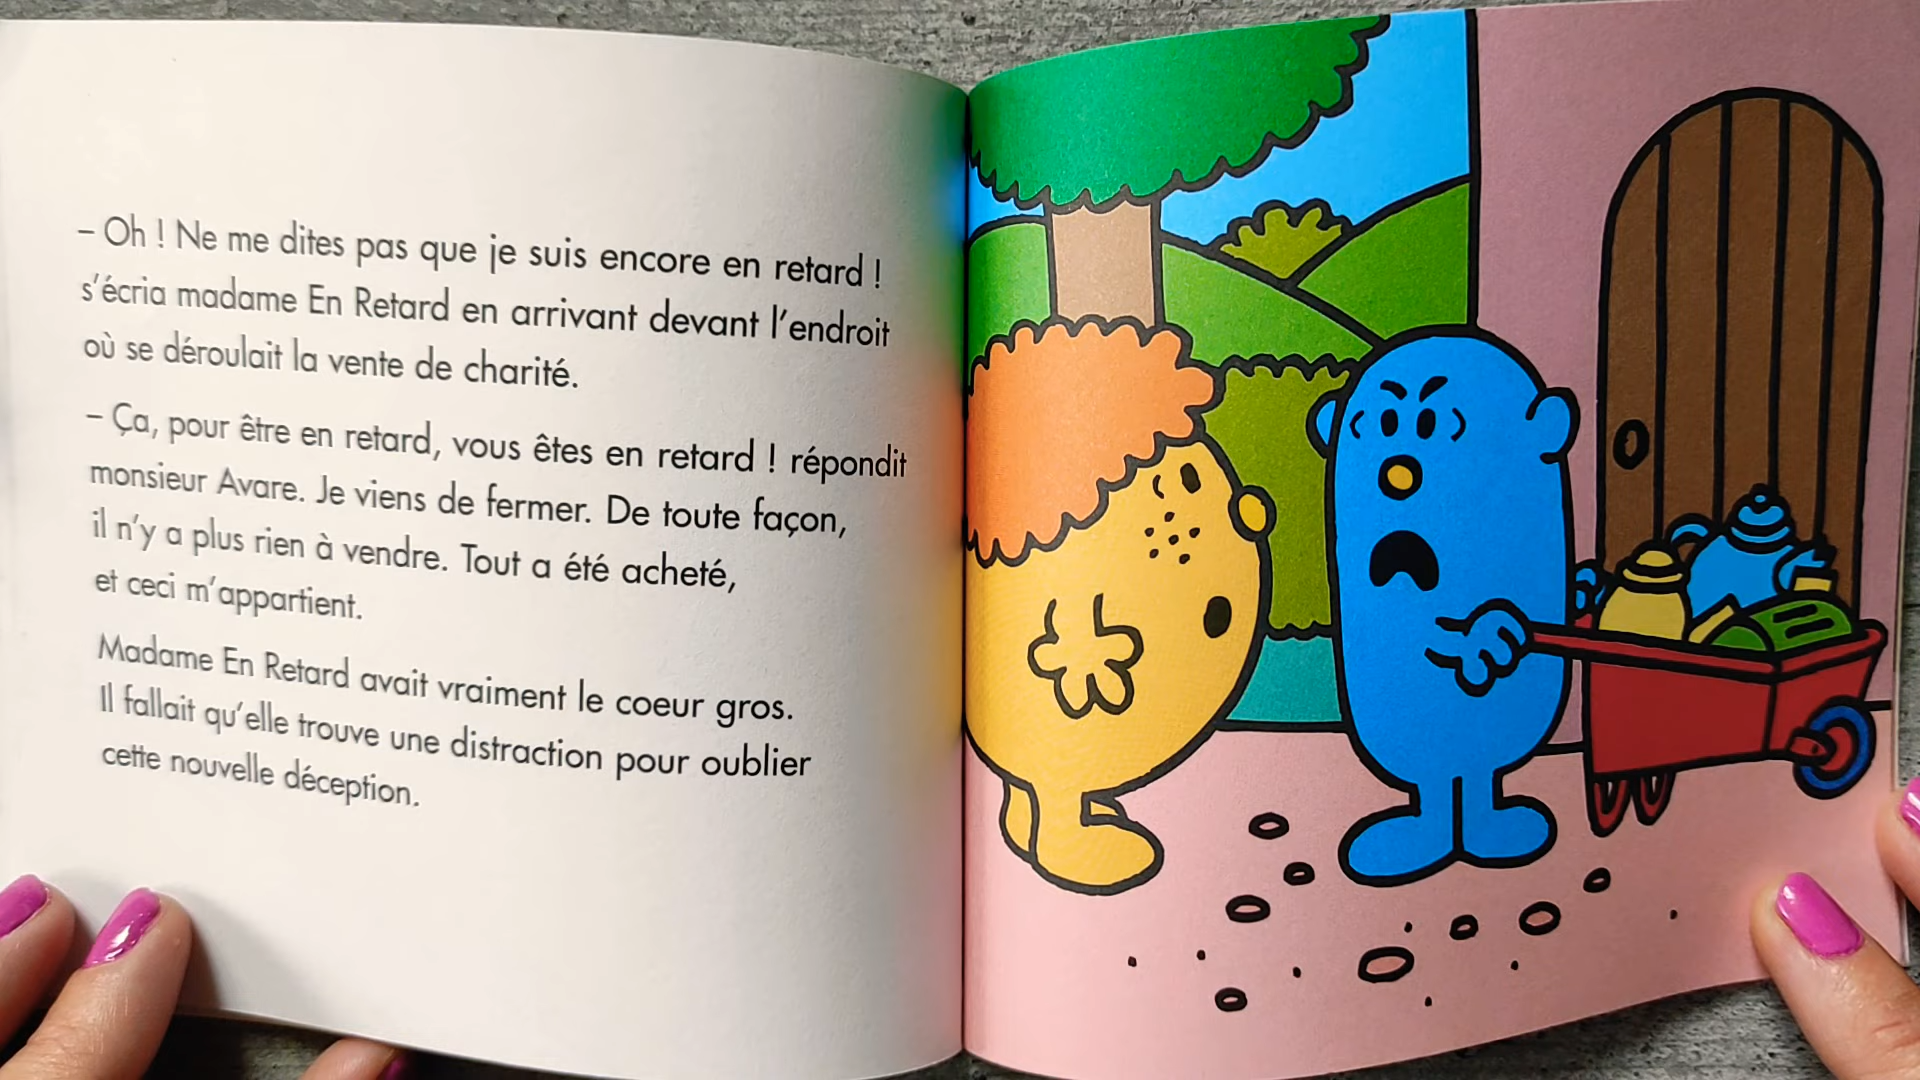 – Oh ! Ne me dites pas que je suis encore en retard !
s’écria madame En Retard en arrivant devant l’endroit
où se déroulait la vente de charité.
– Ça, pour être en retard, vous êtes en retard ! répondit
monsieur Avare. Je viens de fermer. De toute façon,
il n’y a plus rien à vendre. Tout a été acheté,
et ceci m’appartient.
Madame En Retard avait vraiment le coeur gros.
Il fallait qu’elle trouve une distraction pour oublier
cette nouvelle déception.